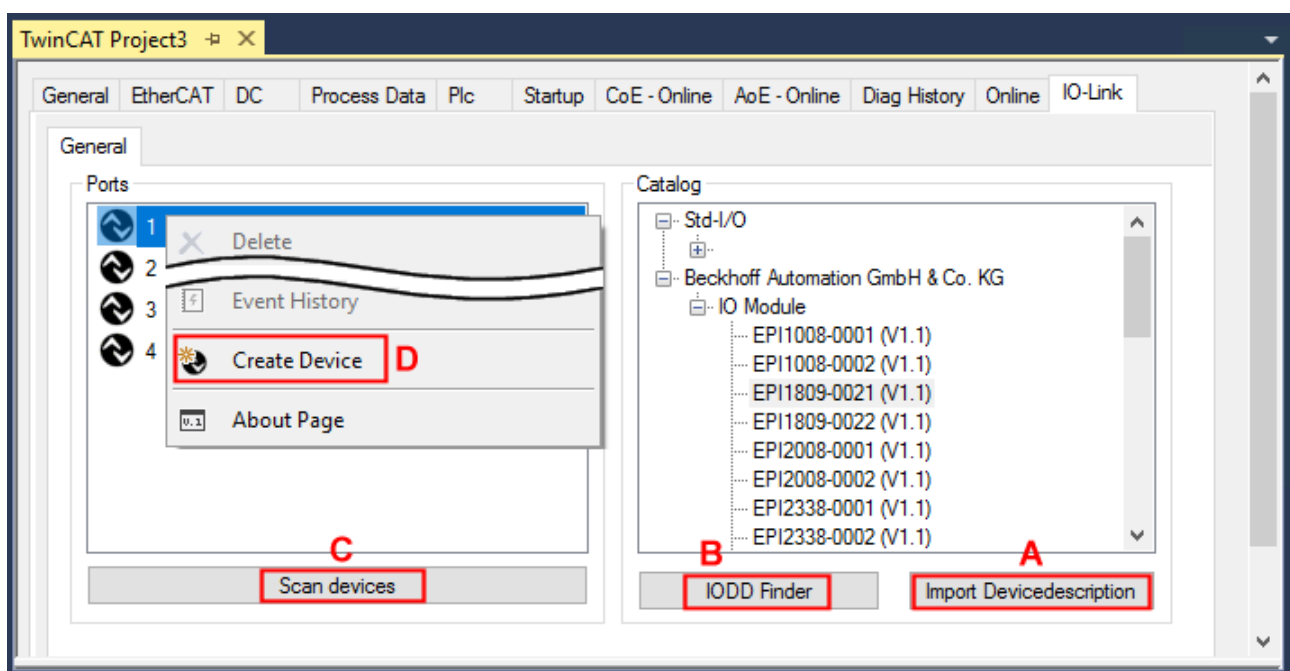 TwinCAT Project3
General EtherCAT DC Process Data Plc Startup CoE - Online AoE - Online Diag History Online IO-Link
General
Ports
1
2
3
4
Delete
Event History
Create Device D
About Page
C
Scan devices
Catalog
Std-I/O
Beckhoff Automation GmbH & Co. KG
IO Module
EPI1008-0001 (V1.1)
EPI1008-0002 (V1.1)
EPI1809-0021 (V1.1)
EPI1809-0022 (V1.1)
EPI2008-0001 (V1.1)
EPI2008-0002 (V1.1)
EPI2338-0001 (V1.1)
EPI2338-0002 (V1.1)
B A
IODD Finder Import Devicedescription